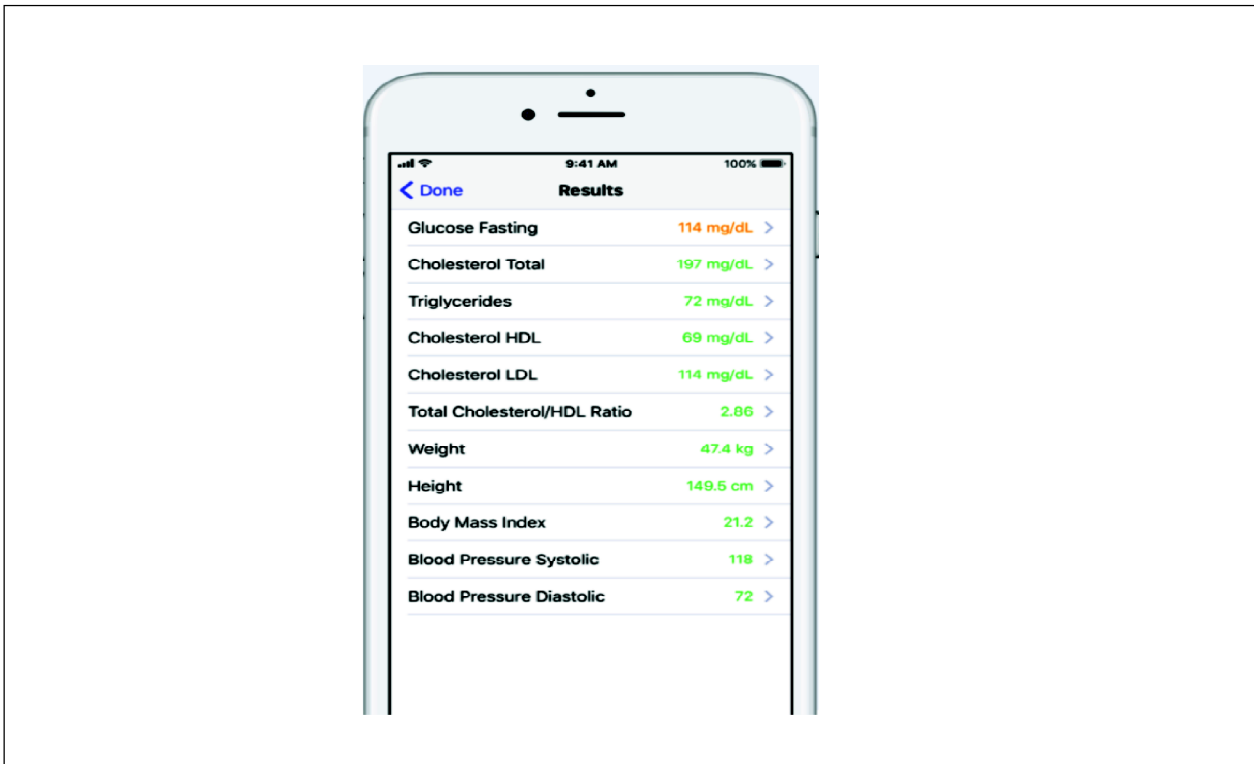 9:41 AM 100%
Done Results
Glucose Fasting 114 mg/dL
Cholesterol Total 197 mg/dL
Triglycerides 72 mg/dL
Cholesterol HDL 69 mg/dL
Cholesterol LDL 114 mg/dL
Total Cholesterol/HDL Ratio 2.86
Weight 47.4 kg
Height 149.5 cm
Body Mass Index 21.2
Blood Pressure Systolic 118
Blood Pressure Diastolic 72